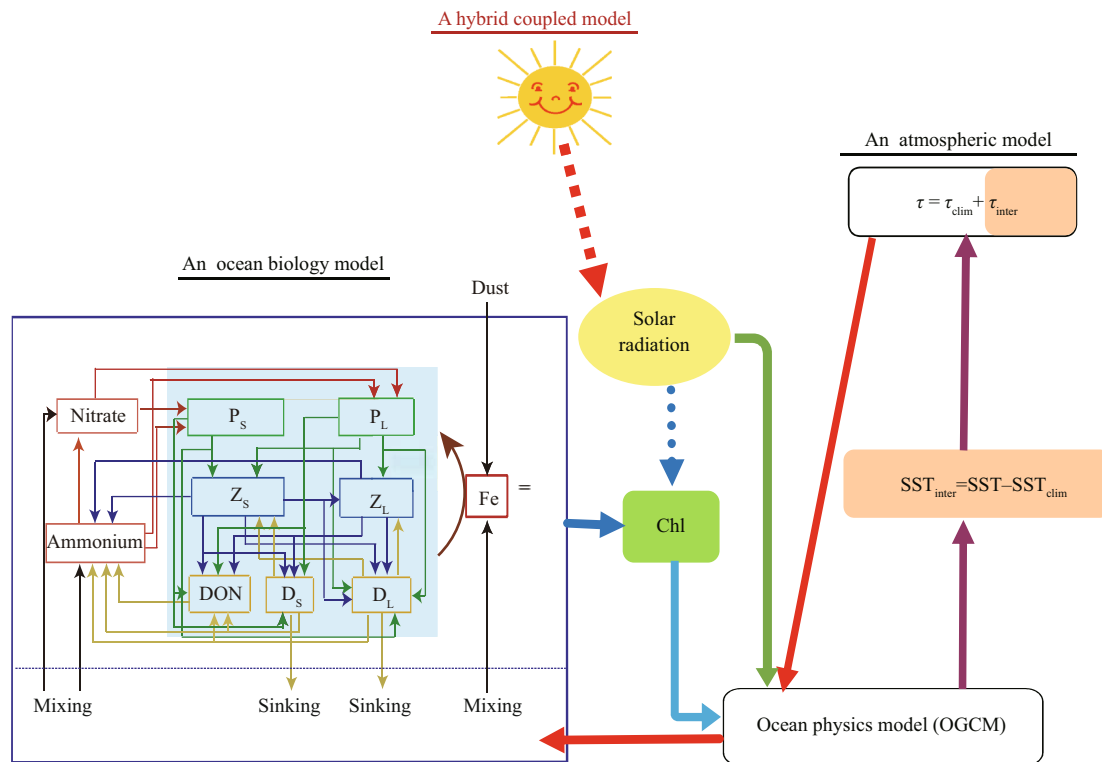 A hybrid coupled model
An atmospheric model
τ = τclim + τinter
An ocean biology model
Dust
Solar
radiation
Nitrate
PS
PL
SSTinter=SST–SSTclim
ZS
ZL
Fe
=
Chl
Ammonium
DON
DS
DL
Mixing
Sinking
Sinking
Mixing
Ocean physics model (OGCM)